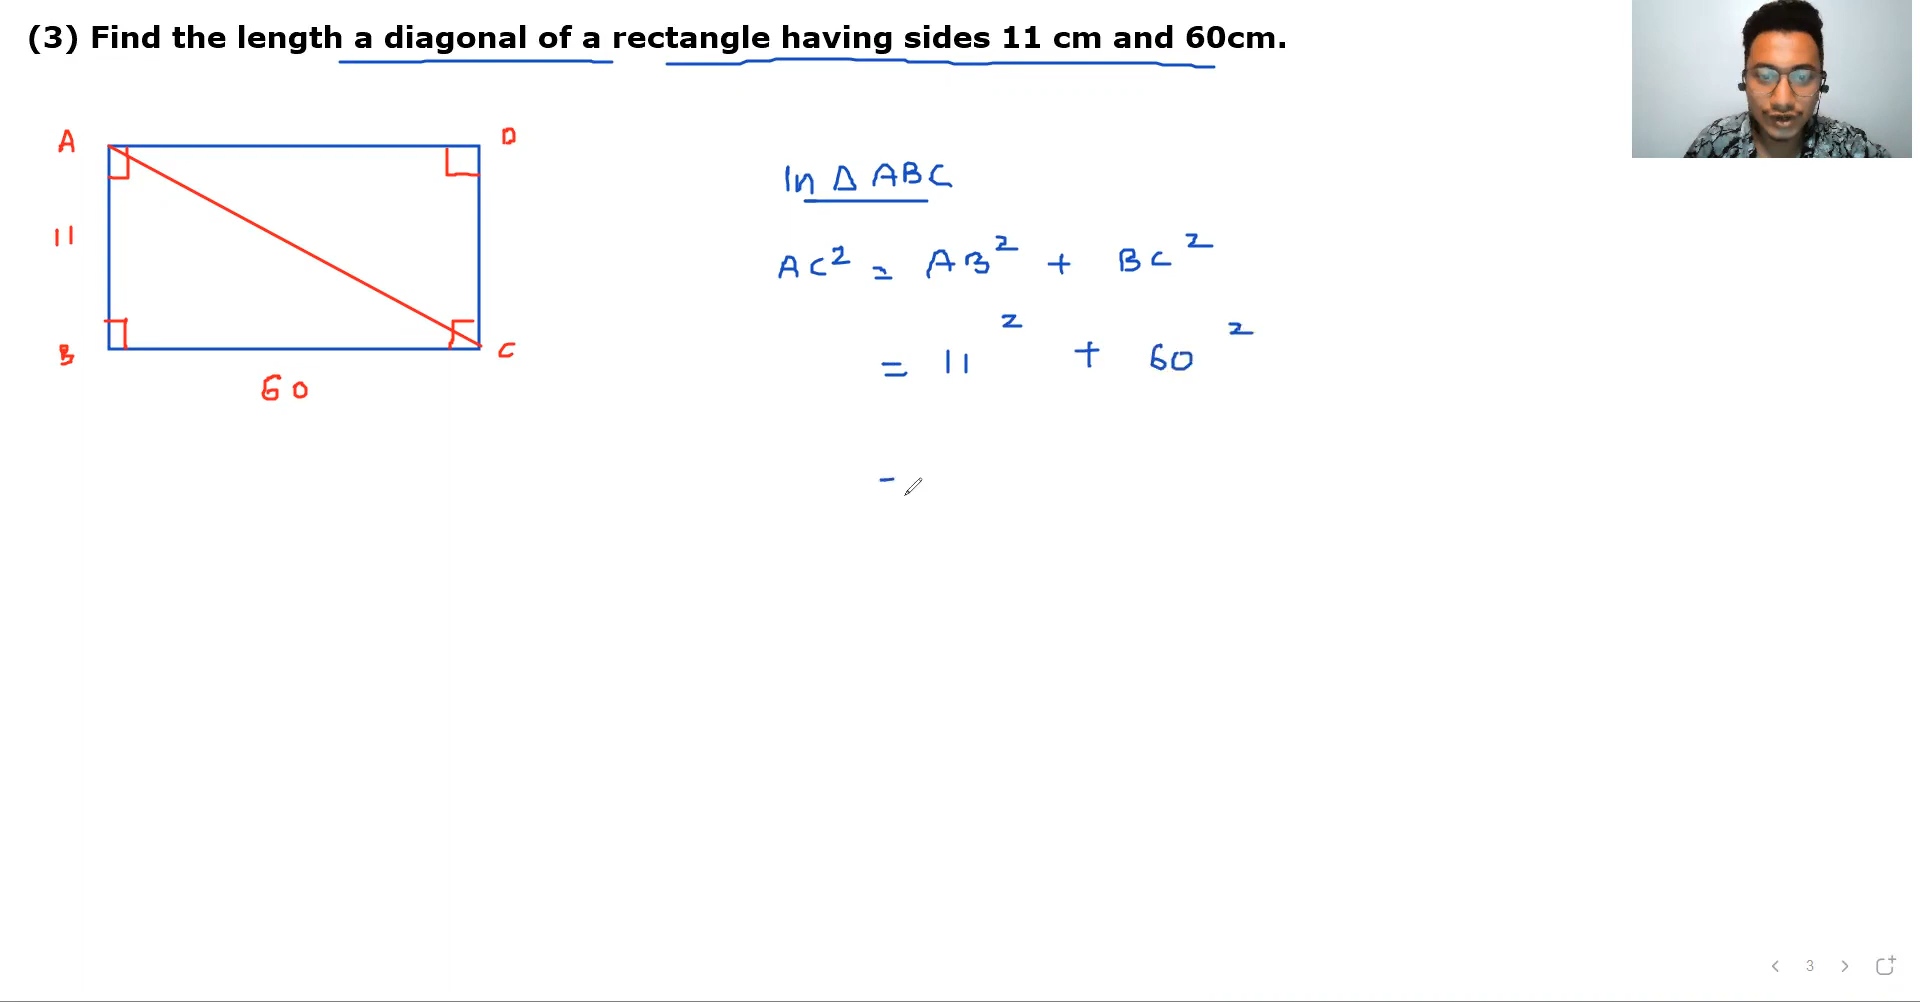 (3) Find the length a diagonal of a rectangle having sides 11 cm and 60cm.
A
D
11
B
C
60
In Δ ABC
AC² = AB² + BC²
= 11² + 60²
-
3